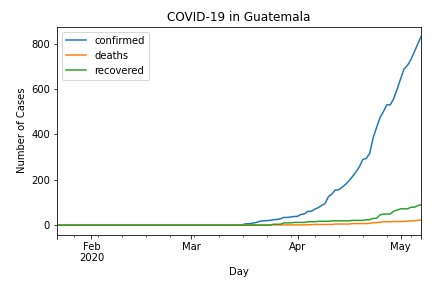 COVID-19 in Guatemala
confirmed
deaths
recovered
Number of Cases
800
600
400
200
0
Feb
2020
Mar
Apr
May
Day